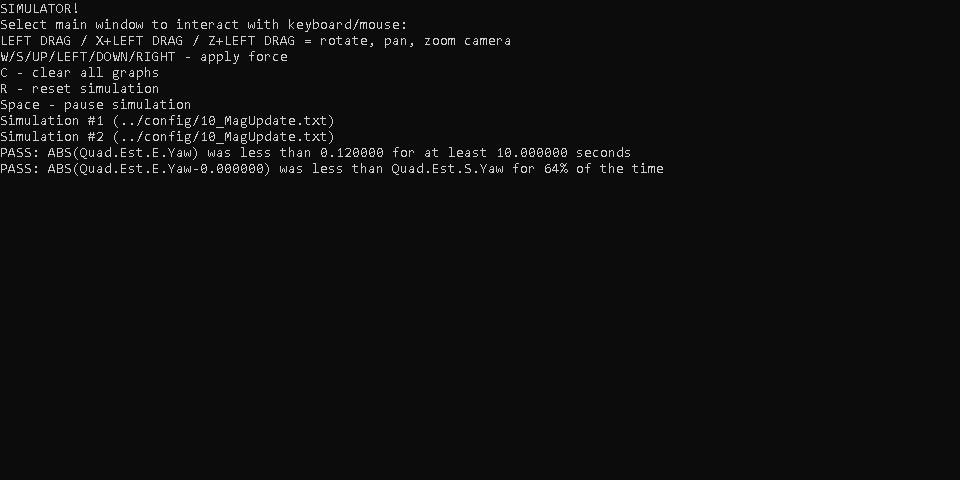 SIMULATOR!
Select main window to interact with keyboard/mouse:
LEFT DRAG / X+LEFT DRAG / Z+LEFT DRAG = rotate, pan, zoom camera
W/S/UP/LEFT/DOWN/RIGHT - apply force
C - clear all graphs
R - reset simulation
Space - pause simulation
Simulation #1 (../config/10_MagUpdate.txt)
Simulation #2 (../config/10_MagUpdate.txt)
PASS: ABS(Quad.Est.E.Yaw) was less than 0.120000 for at least 10.000000 seconds
PASS: ABS(Quad.Est.E.Yaw-0.000000) was less than Quad.Est.S.Yaw for 64% of the time